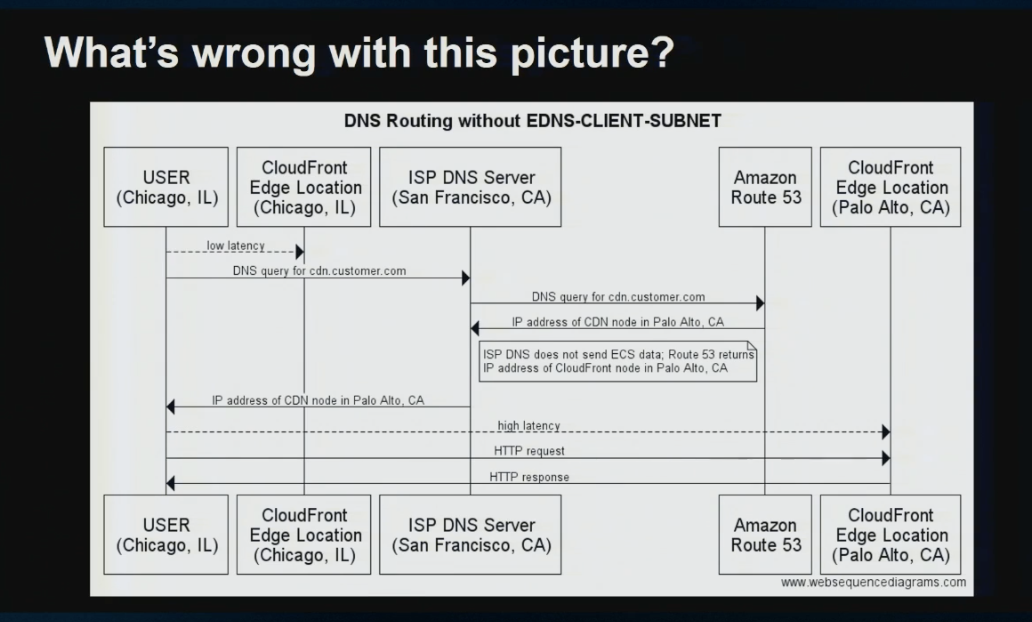 What's wrong with this picture?
DNS Routing without EDNS-CLIENT-SUBNET
USER
(Chicago, IL)
CloudFront
Edge Location
(Chicago, IL)
ISP DNS Server
(San Francisco, CA)
Amazon
Route 53
CloudFront
Edge Location
(Palo Alto, CA)
low latency
DNS query for cdn.customer.com
DNS query for cdn.customer.com
IP address of CDN node in Palo Alto, CA
ISP DNS does not send ECS data; Route 53 returns
IP address of CloudFront node in Palo Alto, CA
IP address of CDN node in Palo Alto, CA
high latency
HTTP request
HTTP response
USER
(Chicago, IL)
CloudFront
Edge Location
(Chicago, IL)
ISP DNS Server
(San Francisco, CA)
Amazon
Route 53
CloudFront
Edge Location
(Palo Alto, CA)
www.websequencediagrams.com